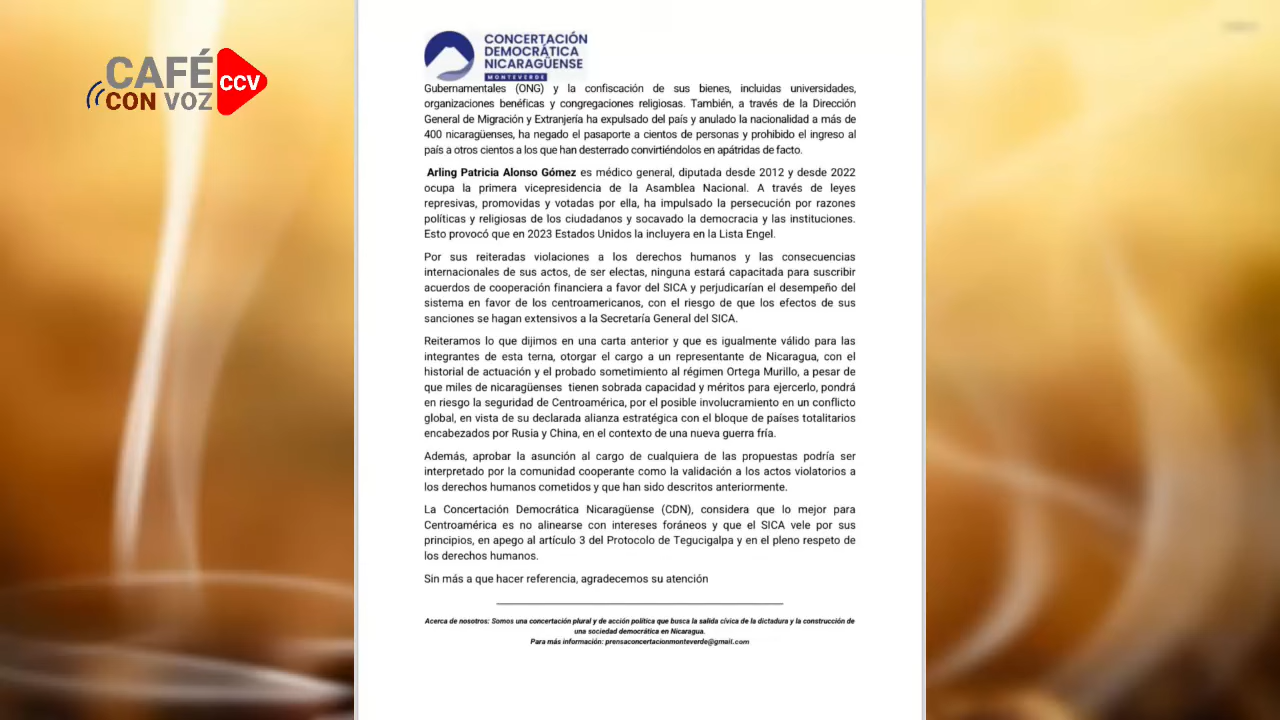 CAFÉ
CON VOZ
CCV
CONCERTACIÓN
DEMOCRÁTICA
NICARAGÜENSE
MONTEVERDE
Gubernamentales (ONG) y la confiscación de sus bienes, incluidas universidades,
organizaciones benéficas y congregaciones religiosas. También, a través de la Dirección
General de Migración y Extranjería ha expulsado del país y anulado la nacionalidad a más de
400 nicaragüenses, ha negado el pasaporte a cientos de personas y prohibido el ingreso al
país a otros cientos a los que han desterrado convirtiéndolos en apátridas de facto.
Arling Patricia Alonso Gómez es médico general, diputada desde 2012 y desde 2022
ocupa la primera vicepresidencia de la Asamblea Nacional. A través de leyes
represivas, promovidas y votadas por ella, ha impulsado la persecución por razones
políticas y religiosas de los ciudadanos y socavado la democracia y las instituciones.
Esto provocó que en 2023 Estados Unidos la incluyera en la Lista Engel.
Por sus reiteradas violaciones a los derechos humanos y las consecuencias
internacionales de sus actos, de ser electas, ninguna estará capacitada para suscribir
acuerdos de cooperación financiera a favor del SICA y perjudicarían el desempeño del
sistema en favor de los centroamericanos, con el riesgo de que los efectos de sus
sanciones se hagan extensivos a la Secretaría General del SICA.
Reiteramos lo que dijimos en una carta anterior y que es igualmente válido para las
integrantes de esta terna, otorgar el cargo a un representante de Nicaragua, con el
historial de actuación y el probado sometimiento al régimen Ortega Murillo, a pesar de
que miles de nicaragüenses tienen sobrada capacidad y méritos para ejercerlo, pondrá
en riesgo la seguridad de Centroamérica, por el posible involucramiento en un conflicto
global, en vista de su declarada alianza estratégica con el bloque de países totalitarios
encabezados por Rusia y China, en el contexto de una nueva guerra fría.
Además, aprobar la asunción al cargo de cualquiera de las propuestas podría ser
interpretado por la comunidad cooperante como la validación a los actos violatorios a
los derechos humanos cometidos y que han sido descritos anteriormente.
La Concertación Democrática Nicaragüense (CDN), considera que lo mejor para
Centroamérica es no alinearse con intereses foráneos y que el SICA vele por sus
principios, en apego al artículo 3 del Protocolo de Tegucigalpa y en el pleno respeto de
los derechos humanos.
Sin más a que hacer referencia, agradecemos su atención
Acerca de nosotros: Somos una concertación plural y de acción política que busca la salida cívica de la dictadura y la construcción de
una sociedad democrática en Nicaragua.
Para más información: prensaconcertacionmonteverde@gmail.com